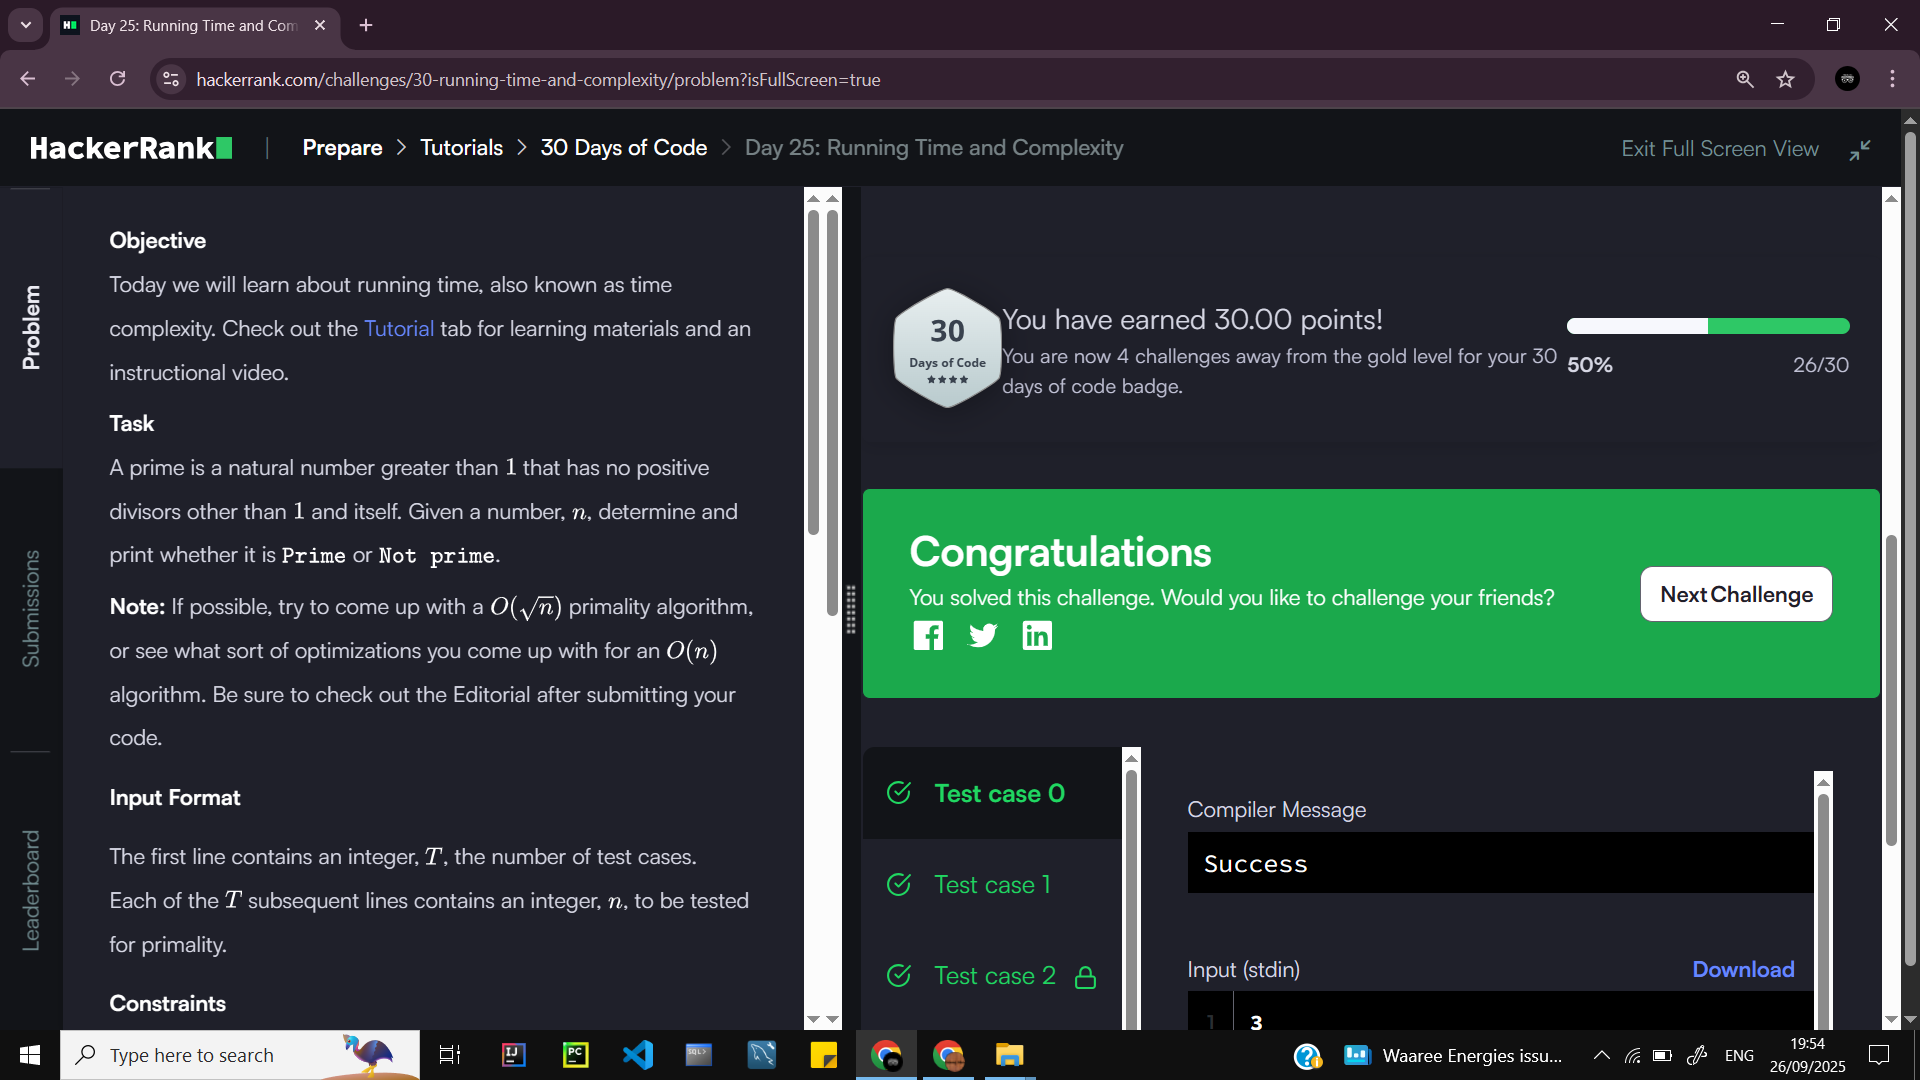 Day 25: Running Time and Com
hackerrank.com/challenges/30-running-time-and-complexity/problem?isFullScreen=true
HackerRank
Prepare > Tutorials > 30 Days of Code > Day 25: Running Time and Complexity
Exit Full Screen View
Problem
Submissions
Leaderboard
Objective
Today we will learn about running time, also known as time
complexity. Check out the Tutorial tab for learning materials and an
instructional video.
Task
A prime is a natural number greater than 1 that has no positive
divisors other than 1 and itself. Given a number, n, determine and
print whether it is Prime or Not prime.
Note: If possible, try to come up with a O(√n) primality algorithm,
or see what sort of optimizations you come up with for an O(n)
algorithm. Be sure to check out the Editorial after submitting your
code.
Input Format
The first line contains an integer, T, the number of test cases.
Each of the T subsequent lines contains an integer, n, to be tested
for primality.
Constraints
30
Days of Code
You have earned 30.00 points!
You are now 4 challenges away from the gold level for your 30
days of code badge.
50%
26/30
Congratulations
You solved this challenge. Would you like to challenge your friends?
Next Challenge
Test case 0
Test case 1
Test case 2
Compiler Message
Success
Input (stdin)
Download
1
3
Type here to search
Waaree Energies issu...
ENG
19:54
26/09/2025